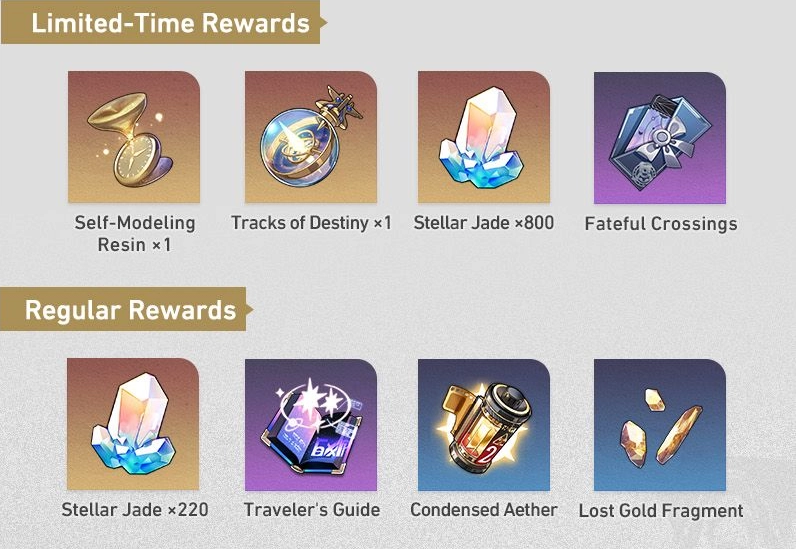 Limited-Time Rewards
Self-Modeling
Resin ×1
Tracks of Destiny ×1
Stellar Jade ×800
Fateful Crossings
Regular Rewards
Stellar Jade ×220
Traveler's Guide
Condensed Aether
Lost Gold Fragment